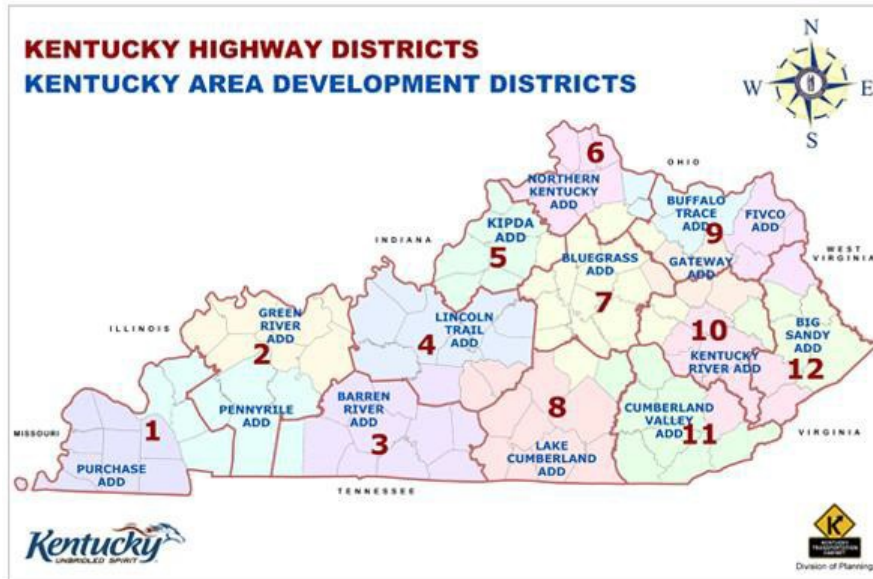 KENTUCKY HIGHWAY DISTRICTS
KENTUCKY AREA DEVELOPMENT DISTRICTS
N
W
E
S
6
OHIO
NORTHERN
KENTUCKY
ADD
BUFFALO
TRACE
ADD
9
FIVCO
ADD
KIPDA
ADD
5
INDIANA
WEST
VIRGINIA
BLUEGRASS
ADD
7
GATEWAY
ADD
ILLINOIS
GREEN
RIVER
ADD
2
4
LINCOLN
TRAIL
ADD
10
KENTUCKY
RIVER ADD
BIG
SANDY
ADD
12
MISSOURI
1
PURCHASE
ADD
PENNYRILE
ADD
BARREN
RIVER
ADD
3
8
LAKE
CUMBERLAND
ADD
CUMBERLAND
VALLEY
ADD
11
VIRGINIA
TENNESSEE
Kentucky
UNBRIDLED SPIRIT
K
KENTUCKY
TRANSPORTATION
CABINET
Division of Planning